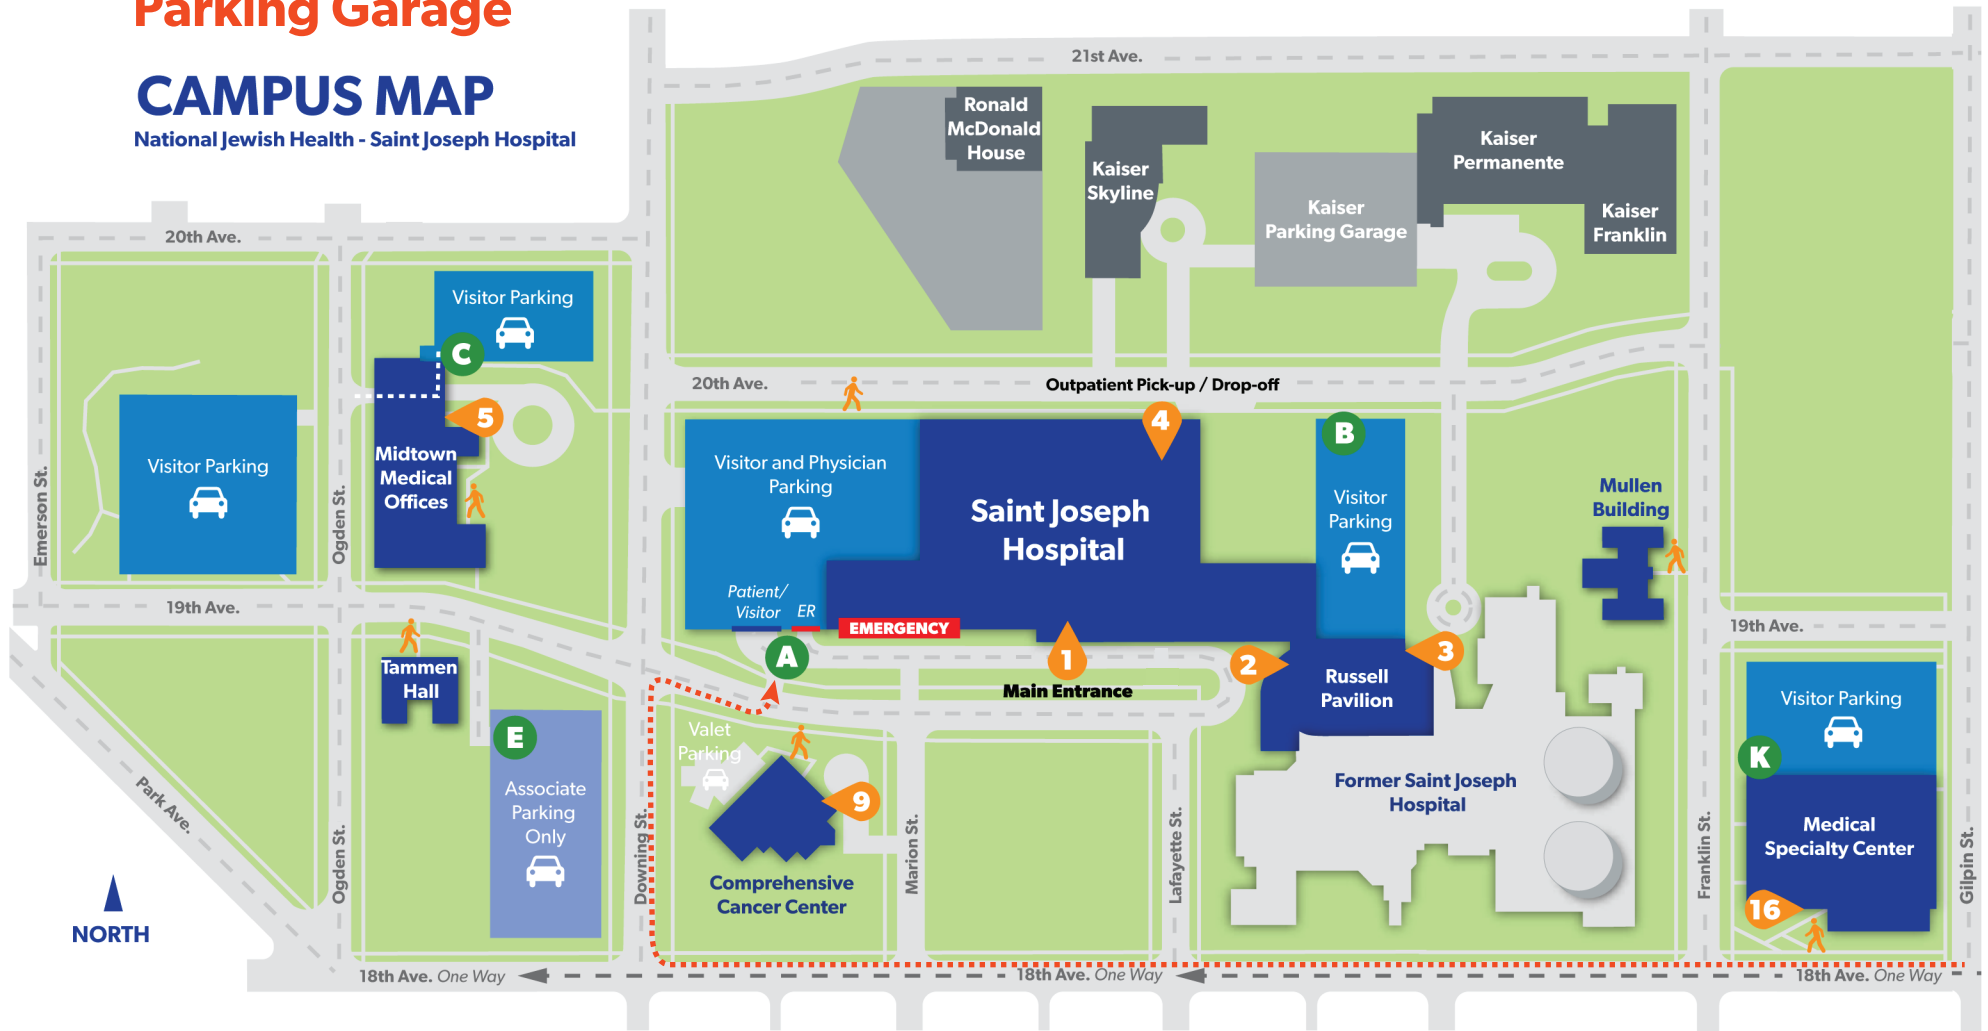 Parking Garage
CAMPUS MAP
National Jewish Health - Saint Joseph Hospital
21st Ave.
Ronald
McDonald
House
Kaiser
Skyline
Kaiser
Parking Garage
Kaiser
Permanente
Kaiser
Franklin
20th Ave.
Visitor Parking
C
5
Midtown
Medical
Offices
Visitor Parking
Emerson St.
Ogden St.
20th Ave.
Outpatient Pick-up / Drop-off
4
B
Visitor and Physician
Parking
Saint Joseph
Hospital
Visitor
Parking
Mullen
Building
Patient/
Visitor
ER
EMERGENCY
19th Ave.
A
1
Main Entrance
2
3
Russell
Pavilion
19th Ave.
Tammen
Hall
E
Associate
Parking
Only
Valet
Parking
9
Comprehensive
Cancer Center
Former Saint Joseph
Hospital
Visitor Parking
K
Medical
Specialty Center
16
Park Ave.
Ogden St.
Downing St.
Marion St.
Lafayette St.
Franklin St.
Gilpin St.
NORTH
18th Ave. One Way
18th Ave. One Way
18th Ave. One Way